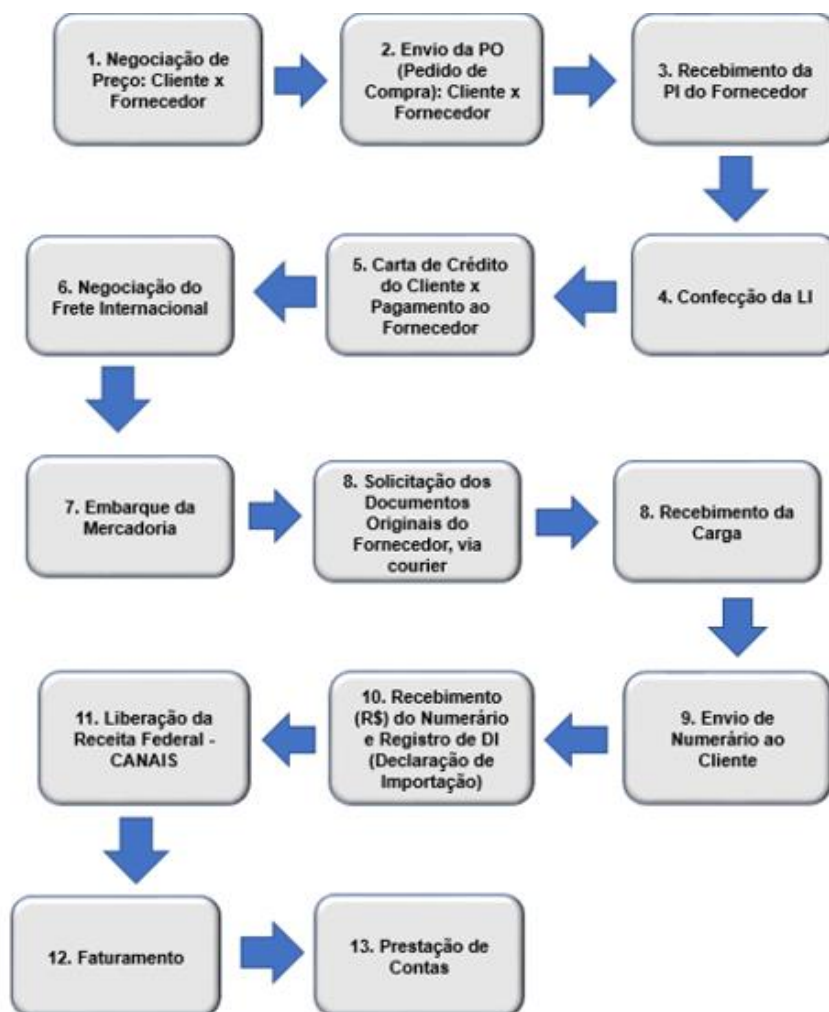 1. Negociação de
Preço: Cliente x
Fornecedor
2. Envio da PO
(Pedido de
Compra): Cliente x
Fornecedor
3. Recebimento da
PI do Fornecedor
4. Confecção da LI
5. Carta de Crédito
do Cliente x
Pagamento ao
Fornecedor
6. Negociação do
Frete Internacional
7. Embarque da
Mercadoria
8. Solicitação dos
Documentos
Originais do
Fornecedor, via
courier
8. Recebimento da
Carga
9. Envio de
Numerário ao
Cliente
10. Recebimento
(R$) do Numerário
e Registro de DI
(Declaração de
Importação)
11. Liberação da
Receita Federal -
CANAIS
12. Faturamento
13. Prestação de
Contas